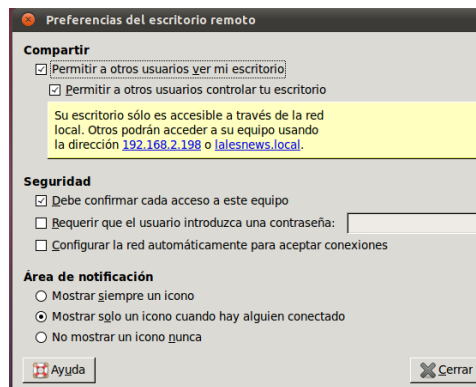 Preferencias del escritorio remoto
Compartir
Permitir a otros usuarios ver mi escritorio
Permitir a otros usuarios controlar tu escritorio
Su escritorio sólo es accesible a través de la red
local. Otros podrán acceder a su equipo usando
la dirección 192.168.2.198 o lalesnews.local.
Seguridad
Debe confirmar cada acceso a este equipo
Requerir que el usuario introduzca una contraseña:
Configurar la red automáticamente para aceptar conexiones
Área de notificación
Mostrar siempre un icono
Mostrar solo un icono cuando hay alguien conectado
No mostrar un icono nunca
Ayuda
Cerrar